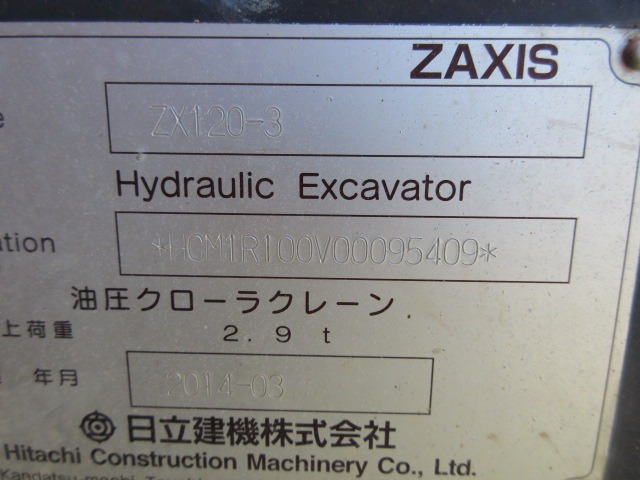 ZAXIS
ZX120-3
Hydraulic Excavator
*HCM1R100V00095409*
油圧クローラクレーン
上荷重 2.9 t
年月 2014-03
日立建機株式会社
Hitachi Construction Machinery Co., Ltd.